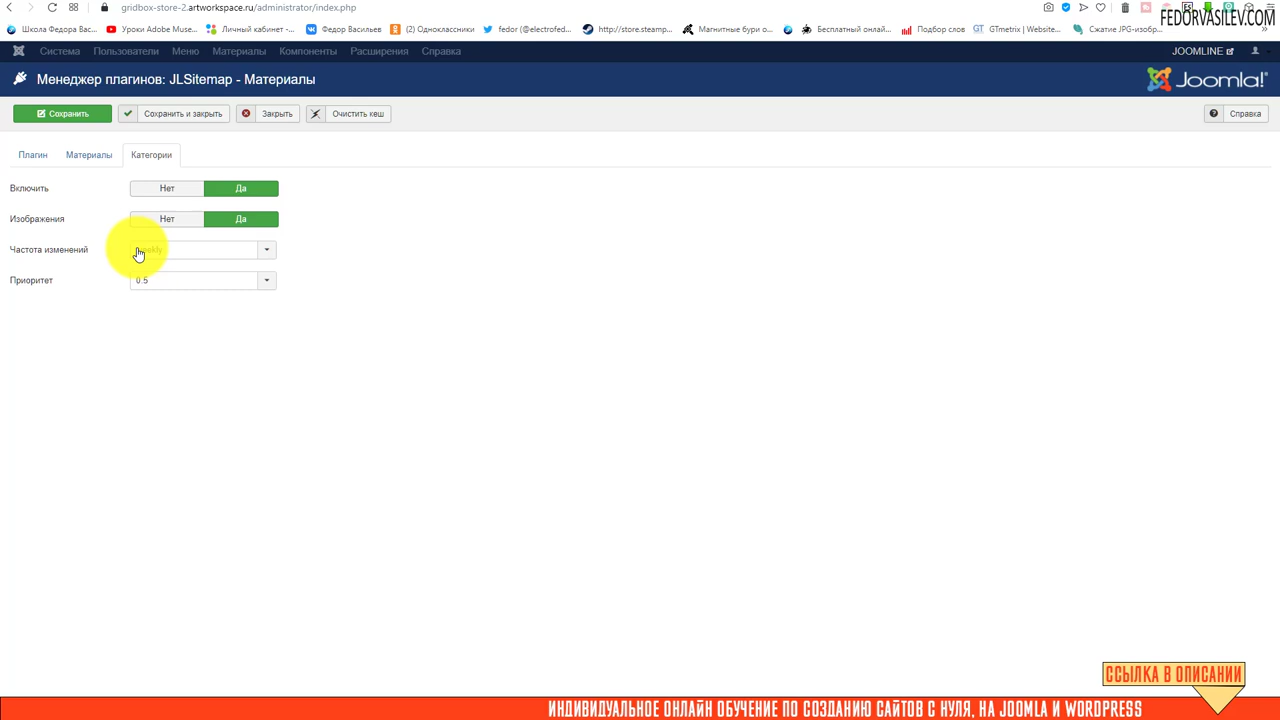 gridbox-store-2.artworkspace.ru/administrator/index.php
FEDORVASILEV.COM
Школа Федора Вас... Уроки Adobe Muse... Личный кабинет -... Федор Васильев (2) Одноклассники fedor (@electrofed... http://store.steamp... Магнитные бури о... Бесплатный онлай... Подбор слов GTmetrix | Website... Сжатие JPG-изобр... »
Система Пользователи Меню Материалы Компоненты Расширения Справка JOOMLINE
Менеджер плагинов: JLSitemap - Материалы Joomla!
Сохранить Сохранить и закрыть Закрыть Очистить кеш Справка
Плагин Материалы Категории
Включить Нет Да
Изображения Нет Да
Частота изменений weekly
Приоритет 0.5
ССЫЛКА В ОПИСАНИИ
ИНДИВИДУАЛЬНОЕ ОНЛАЙН ОБУЧЕНИЕ ПО СОЗДАНИЮ САЙТОВ С НУЛЯ, НА JOOMLA И WORDPRESS